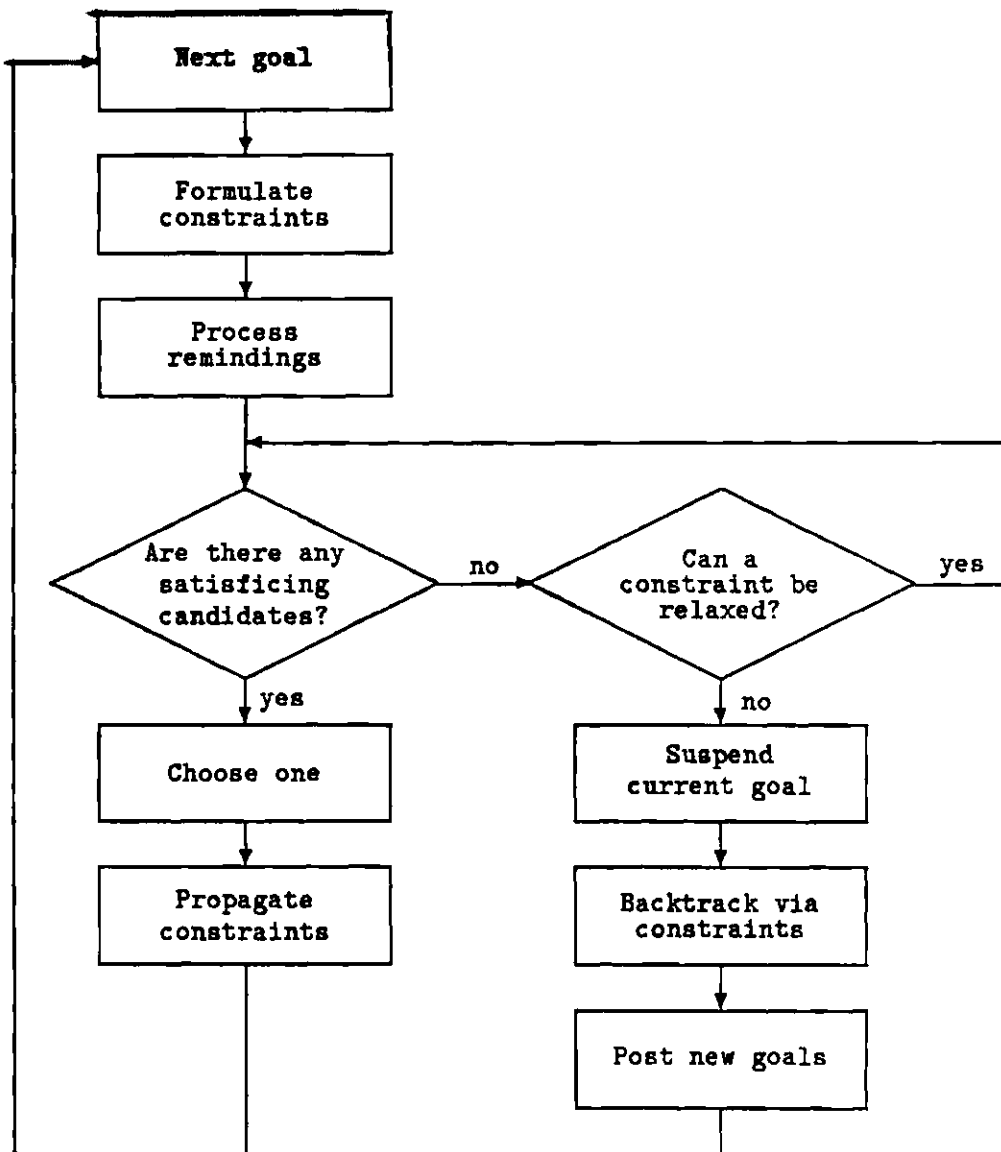 Next goal
Formulate
constraints
Process
remindings
Are there any
satisficing
candidates?
no
Can a
constraint be
relaxed?
yes
yes
no
Choose one
Suspend
current goal
Propagate
constraints
Backtrack via
constraints
Post new goals